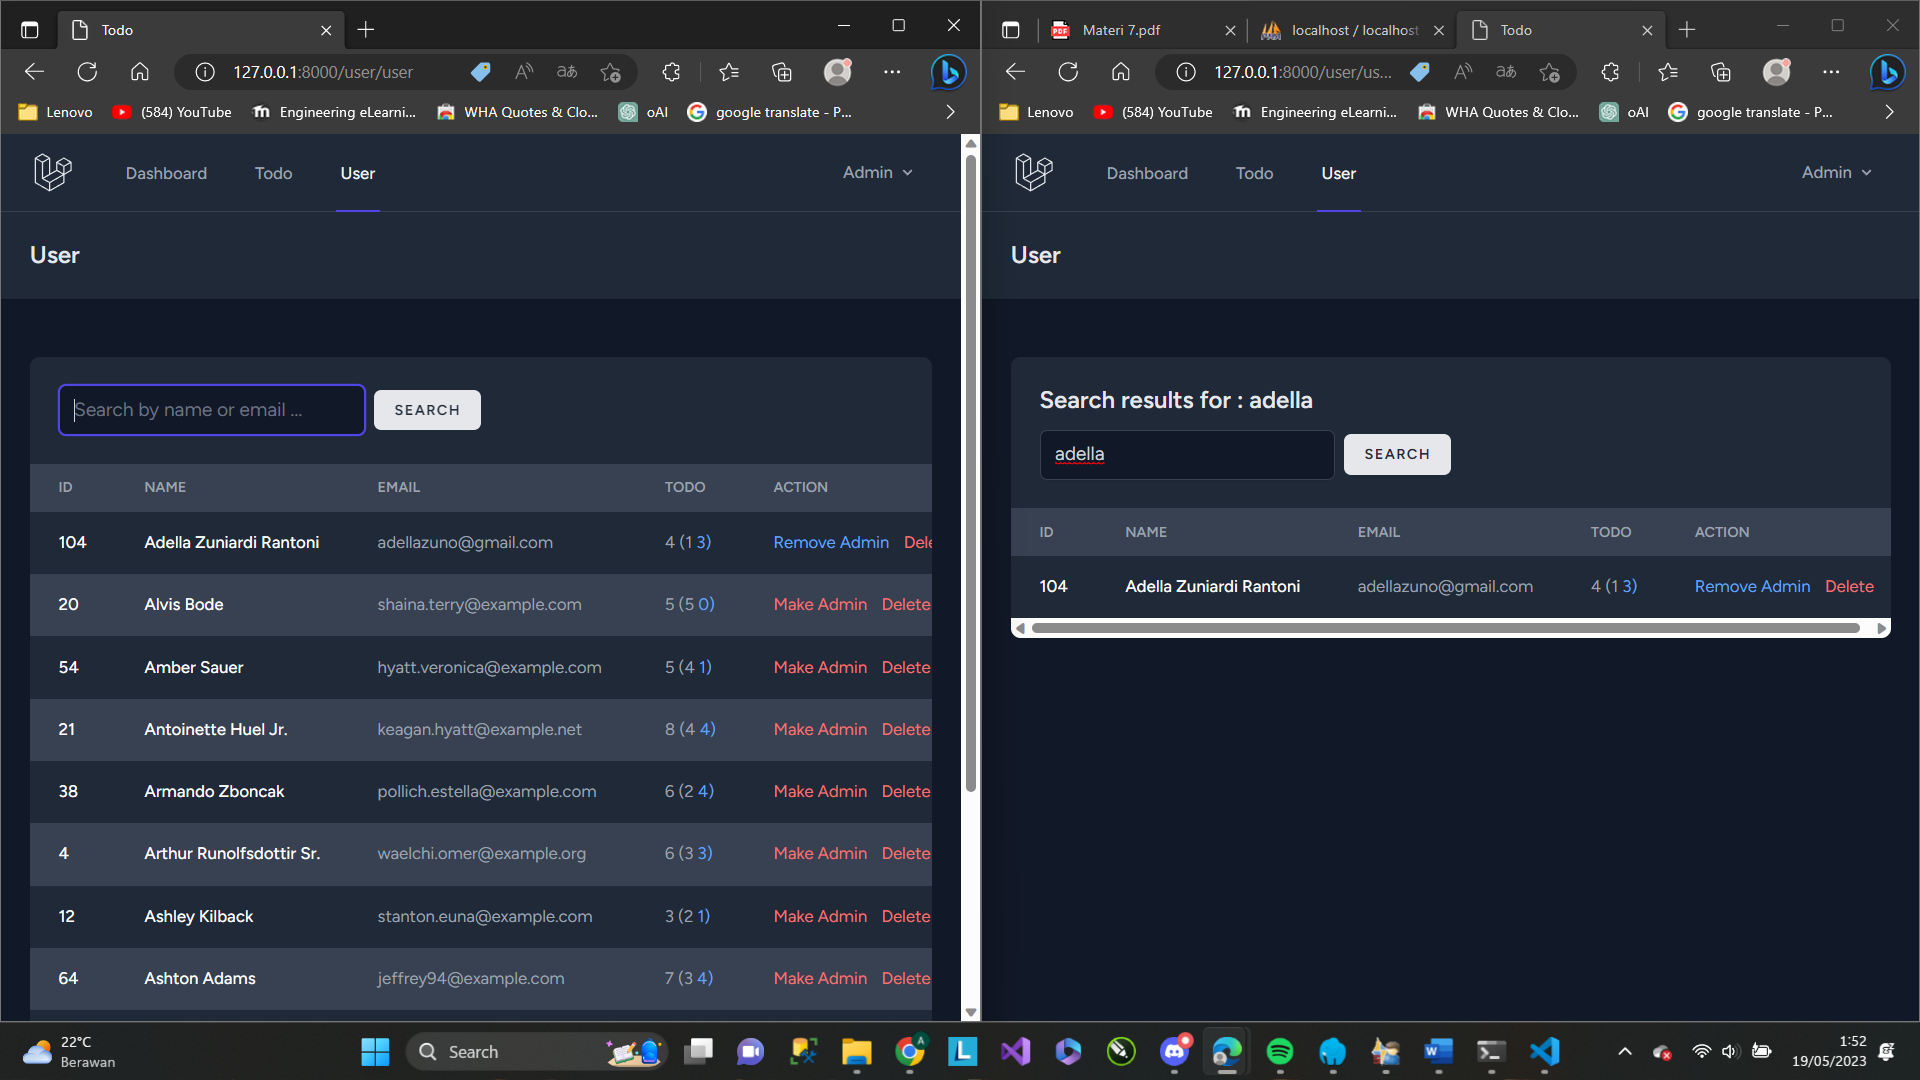 Todo
127.0.0.1:8000/user/user
Lenovo (584) YouTube Engineering eLearni... WHA Quotes & Clo... oAI google translate - P...
Dashboard Todo User Admin
User
Search by name or email ... SEARCH
ID NAME EMAIL TODO ACTION
104 Adella Zuniardi Rantoni adellazuno@gmail.com 4 (1 3) Remove Admin Dele
20 Alvis Bode shaina.terry@example.com 5 (5 0) Make Admin Delete
54 Amber Sauer hyatt.veronica@example.com 5 (4 1) Make Admin Delete
21 Antoinette Huel Jr. keagan.hyatt@example.net 8 (4 4) Make Admin Delete
38 Armando Zboncak pollich.estella@example.com 6 (2 4) Make Admin Delete
4 Arthur Runolfsdottir Sr. waelchi.omer@example.org 6 (3 3) Make Admin Delete
12 Ashley Kilback stanton.euna@example.com 3 (2 1) Make Admin Delete
64 Ashton Adams jeffrey94@example.com 7 (3 4) Make Admin Delete
Materi 7.pdf localhost / localhost Todo
127.0.0.1:8000/user/us...
Lenovo (584) YouTube Engineering eLearni... WHA Quotes & Clo... oAI google translate - P...
Dashboard Todo User Admin
User
Search results for : adella
adella SEARCH
ID NAME EMAIL TODO ACTION
104 Adella Zuniardi Rantoni adellazuno@gmail.com 4 (1 3) Remove Admin Delete
22°C
Berawan
Search
1:52
19/05/2023